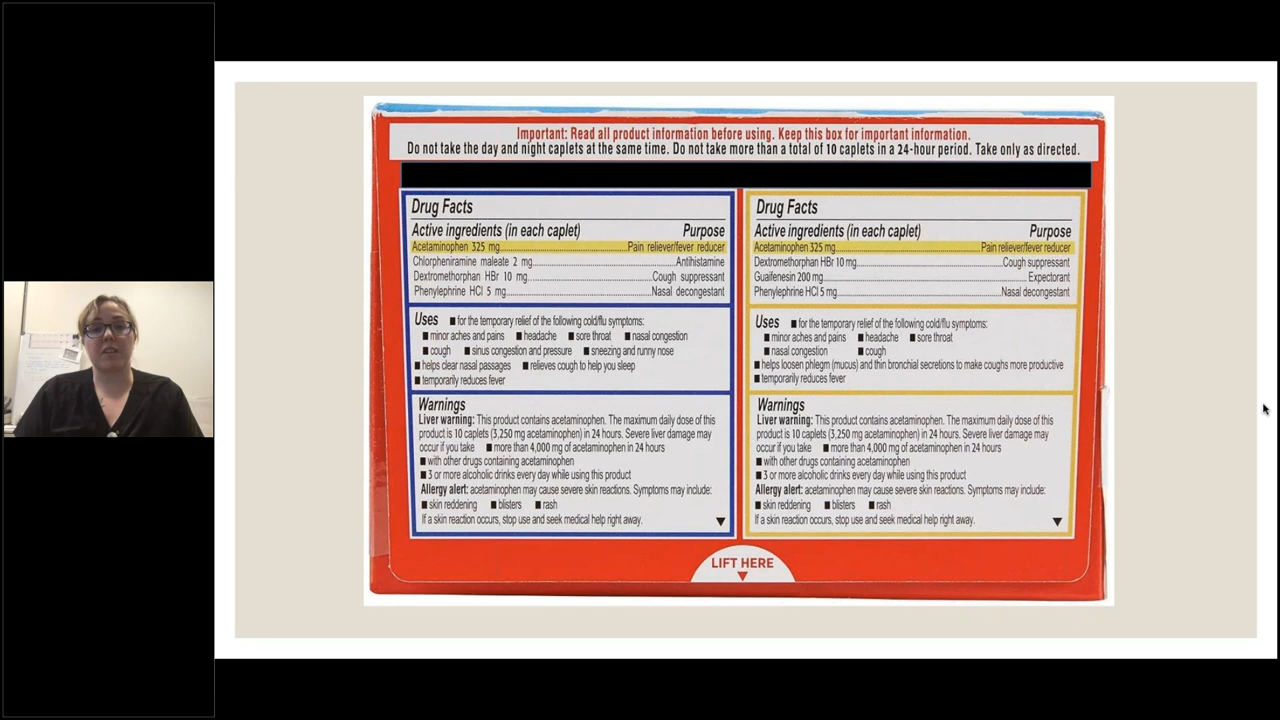 Important: Read all product information before using. Keep this box for important information.
Do not take the day and night caplets at the same time. Do not take more than a total of 10 caplets in a 24-hour period. Take only as directed.
Drug Facts
Active ingredients (in each caplet) Purpose
Acetaminophen 325 mg..........Pain reliever/fever reducer
Chlorpheniramine maleate 2 mg..........Antihistamine
Dextromethorphan HBr 10 mg..........Cough suppressant
Phenylephrine HCl 5 mg..........Nasal decongestant
Uses ■ for the temporary relief of the following cold/flu symptoms:
■ minor aches and pains ■ headache ■ sore throat ■ nasal congestion
■ cough ■ sinus congestion and pressure ■ sneezing and runny nose
■ helps clear nasal passages ■ relieves cough to help you sleep
■ temporarily reduces fever
Warnings
Liver warning: This product contains acetaminophen. The maximum daily dose of this
product is 10 caplets (3,250 mg acetaminophen) in 24 hours. Severe liver damage may
occur if you take ■ more than 4,000 mg of acetaminophen in 24 hours
■ with other drugs containing acetaminophen
■ 3 or more alcoholic drinks every day while using this product
Allergy alert: acetaminophen may cause severe skin reactions. Symptoms may include:
■ skin reddening ■ blisters ■ rash
If a skin reaction occurs, stop use and seek medical help right away.
Drug Facts
Active ingredients (in each caplet) Purpose
Acetaminophen 325 mg..........Pain reliever/fever reducer
Dextromethorphan HBr 10 mg..........Cough suppressant
Guaifenesin 200 mg..........Expectorant
Phenylephrine HCl 5 mg..........Nasal decongestant
Uses ■ for the temporary relief of the following cold/flu symptoms:
■ minor aches and pains ■ headache ■ sore throat
■ nasal congestion ■ cough
■ helps loosen phlegm (mucus) and thin bronchial secretions to make coughs more productive
■ temporarily reduces fever
Warnings
Liver warning: This product contains acetaminophen. The maximum daily dose of this
product is 10 caplets (3,250 mg acetaminophen) in 24 hours. Severe liver damage may
occur if you take ■ more than 4,000 mg of acetaminophen in 24 hours
■ with other drugs containing acetaminophen
■ 3 or more alcoholic drinks every day while using this product
Allergy alert: acetaminophen may cause severe skin reactions. Symptoms may include:
■ skin reddening ■ blisters ■ rash
If a skin reaction occurs, stop use and seek medical help right away.
LIFT HERE